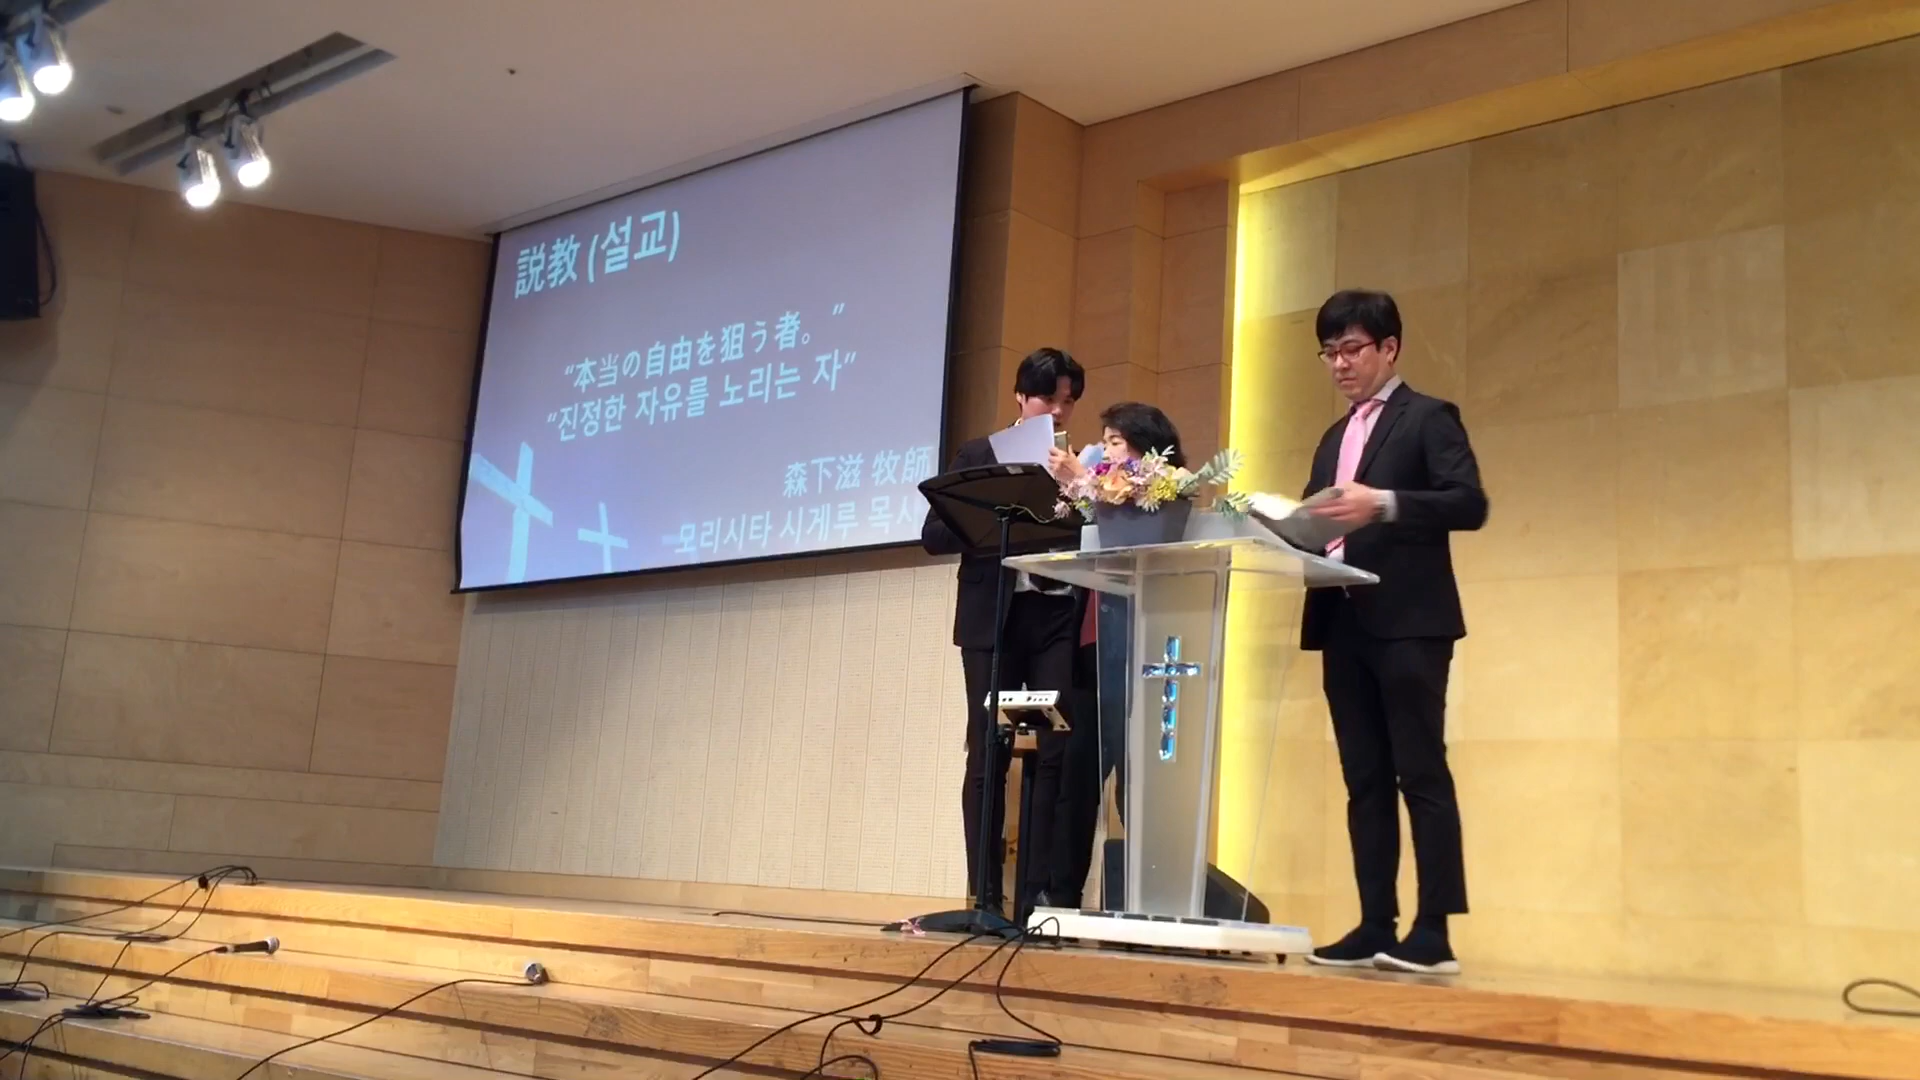 説教 (설교)
“本当の自由を狙う者。”
“진정한 자유를 노리는 자”
森下滋 牧師
모리시타 시게루 목사